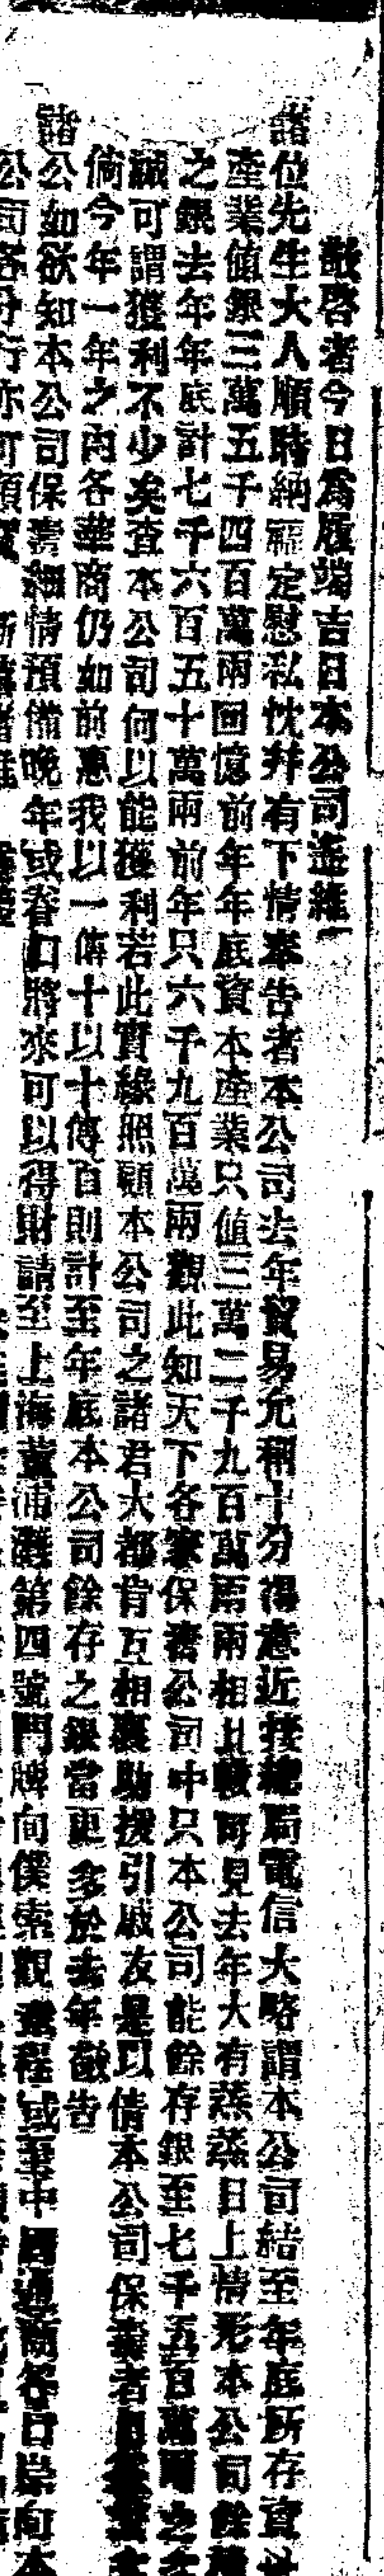 敬啓者今日爲履端吉日本公司遙維
諸位先生大人順時納福定慰私忱幷有下情奉告者本公司去年貿易允稱十分得意近接總局電信大略謂本公司結至年底所存資
產業値銀三萬五千四百萬兩回憶前年年底資本產業只値三萬二千九百萬兩兩相比較可見去年大有蒸蒸日上情形本公司餘
之銀去年年底計七千六百五十萬兩前年只六千九百萬兩觀此知天下各家保壽公司中只本公司能餘存銀至七千五百萬兩之
誠可謂獲利不少矣查本公司何以能獲利若此實緣照顧本公司之諸君大都肯互相襄助援引戚友是以倩本公司保壽者
倘今年一年之內各華商仍如前惠我以一傳十以十傳百則計至年底本公司餘存之銀當更多於去年敬告
諸公如欲知本公司保壽細情預備晚年或眷口將來可以得財請至上海黃浦灘第四號門牌向僕索觀章程或至中國通商各口岸向本
公司各分行亦可